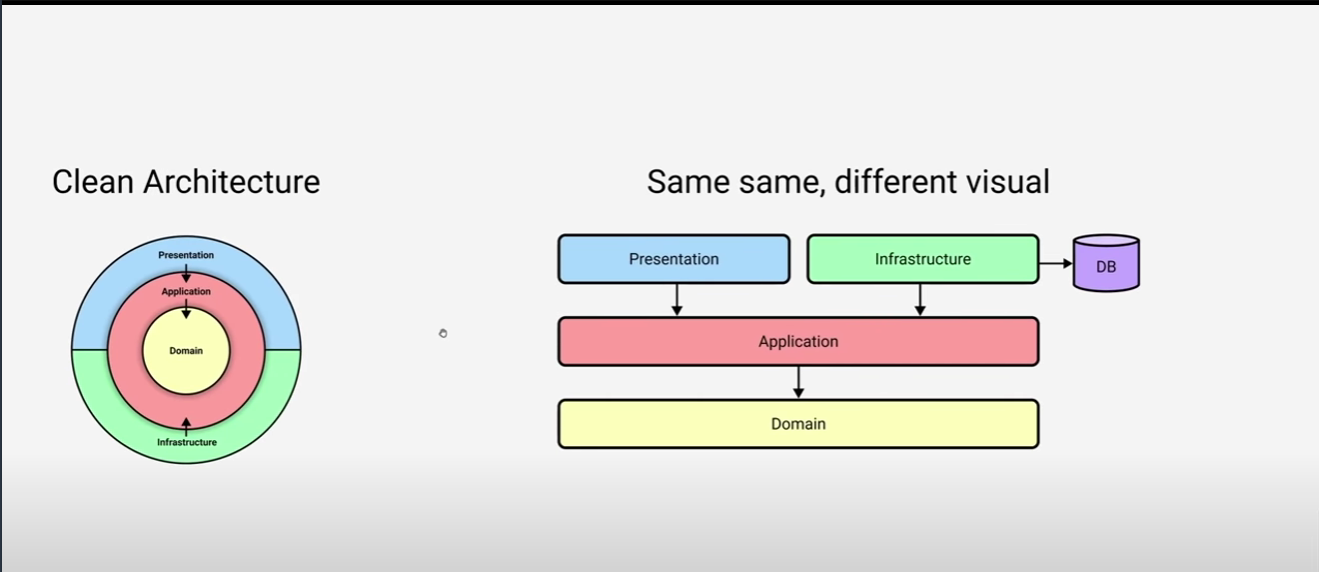 Clean Architecture
Presentation
Application
Domain
Infrastructure
Same same, different visual
Presentation
Infrastructure
DB
Application
Domain